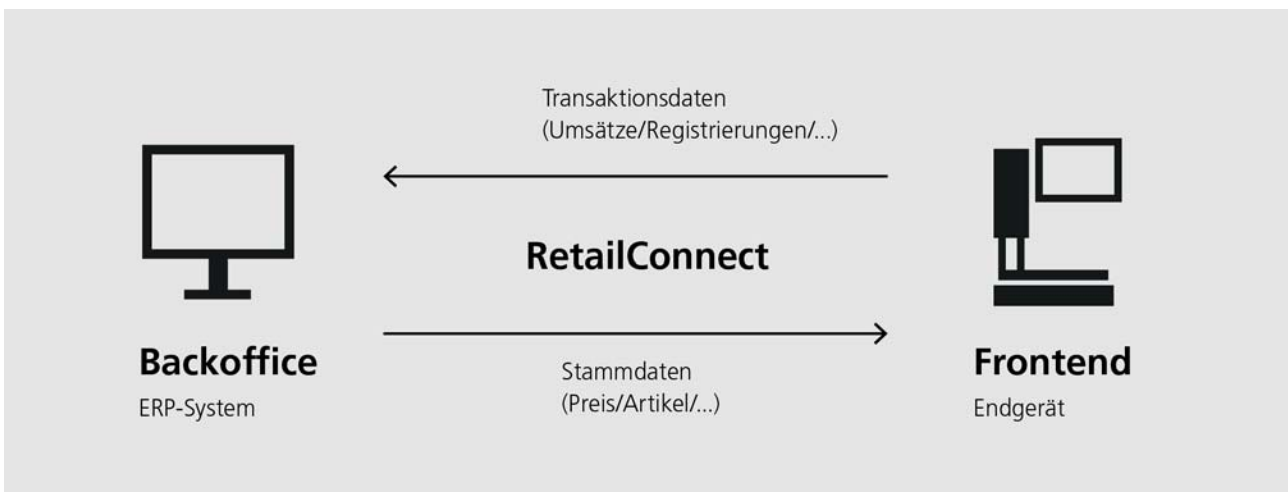 Transaktionsdaten
(Umsätze/Registrierungen/...)
RetailConnect
Backoffice
ERP-System
Stammdaten
(Preis/Artikel/...)
Frontend
Endgerät